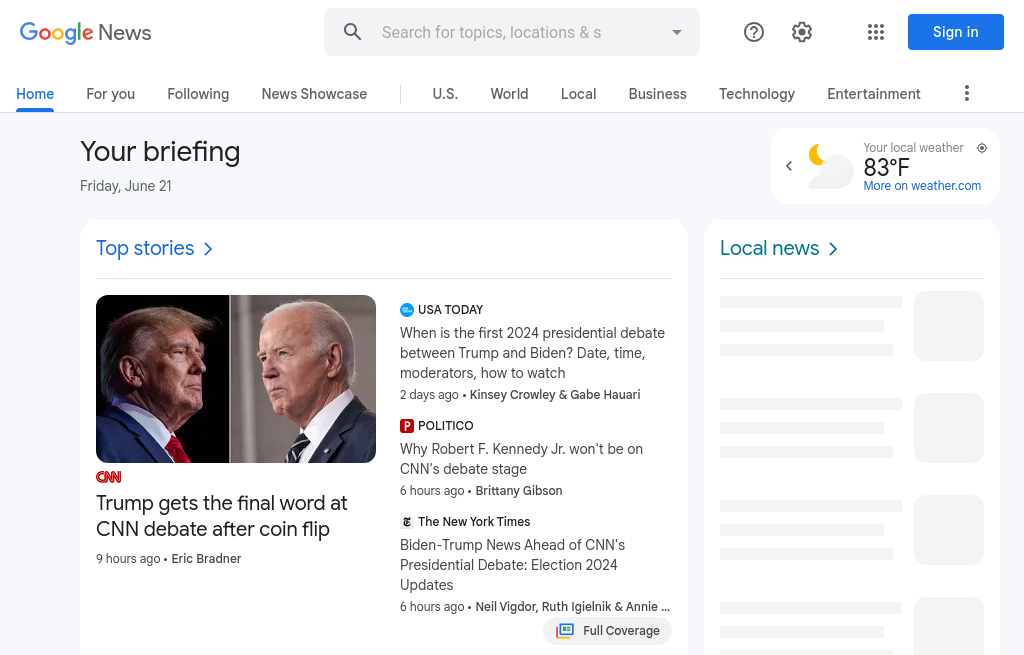 Google News
Search for topics, locations & s
Sign in
Home
For you
Following
News Showcase
U.S.
World
Local
Business
Technology
Entertainment
Your briefing
Friday, June 21
Your local weather
83°F
More on weather.com
Top stories
CNN
Trump gets the final word at
CNN debate after coin flip
9 hours ago • Eric Bradner
USA TODAY
When is the first 2024 presidential debate
between Trump and Biden? Date, time,
moderators, how to watch
2 days ago • Kinsey Crowley & Gabe Hauari
P POLITICO
Why Robert F. Kennedy Jr. won't be on
CNN's debate stage
6 hours ago • Brittany Gibson
The New York Times
Biden-Trump News Ahead of CNN's
Presidential Debate: Election 2024
Updates
6 hours ago • Neil Vigdor, Ruth Igielnik & Annie ...
Full Coverage
Local news